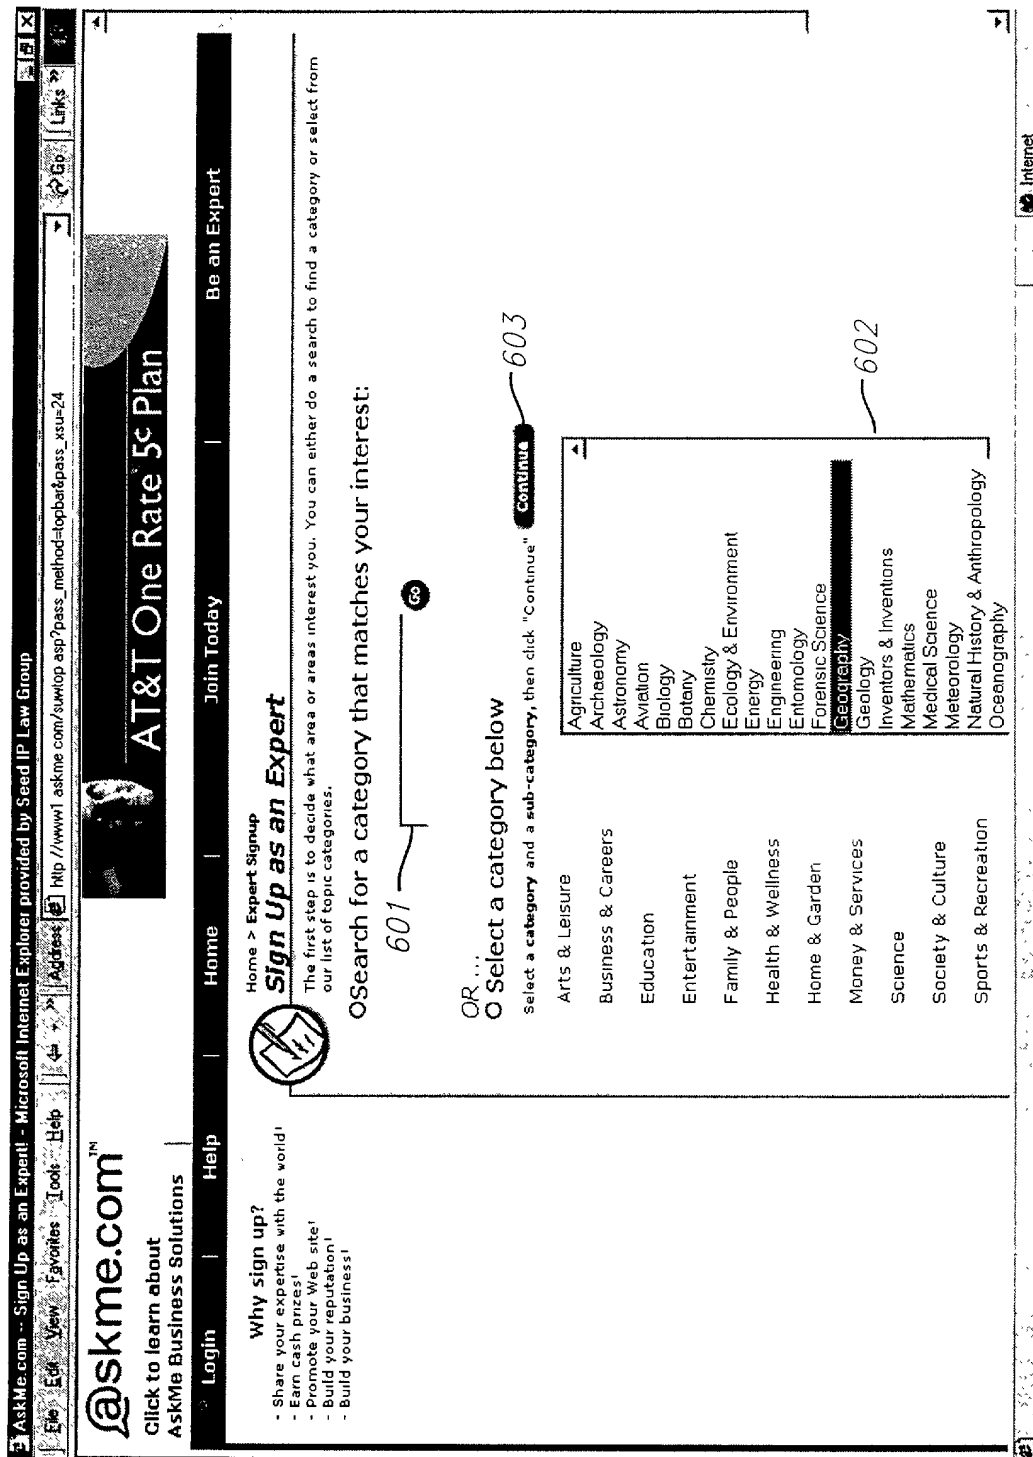 AskMe.com -- Sign Up as an Expert! - Microsoft Internet Explorer provided by Seed IP Law Group
File Edit View Favorites Tools Help
Address http //www1 askme com/suwtop asp?pass_method=topbar&pass_xsu=24
Go Links »
@skme.com™
Click to learn about
AskMe Business Solutions
AT&T One Rate 5¢ Plan
Login | Help | Home | Join Today | Be an Expert
Why sign up?
- Share your expertise with the world!
- Earn cash prizes!
- Promote your Web site!
- Build your reputation!
- Build your business!
Home > Expert Signup
Sign Up as an Expert
The first step is to decide what area or areas interest you. You can either do a search to find a category or select from
our list of topic categories.
Search for a category that matches your interest:
601
Go
OR...
Select a category below
Select a category and a sub-category, then click "Continue" Continue
603
Arts & Leisure
Business & Careers
Education
Entertainment
Family & People
Health & Wellness
Home & Garden
Money & Services
Science
Society & Culture
Sports & Recreation
Agriculture
Archaeology
Astronomy
Aviation
Biology
Botany
Chemistry
Ecology & Environment
Energy
Engineering
Entomology
Forensic Science
Geography
Geology
Inventors & Inventions
Mathematics
Medical Science
Meteorology
Natural History & Anthropology
Oceanography
602
Internet